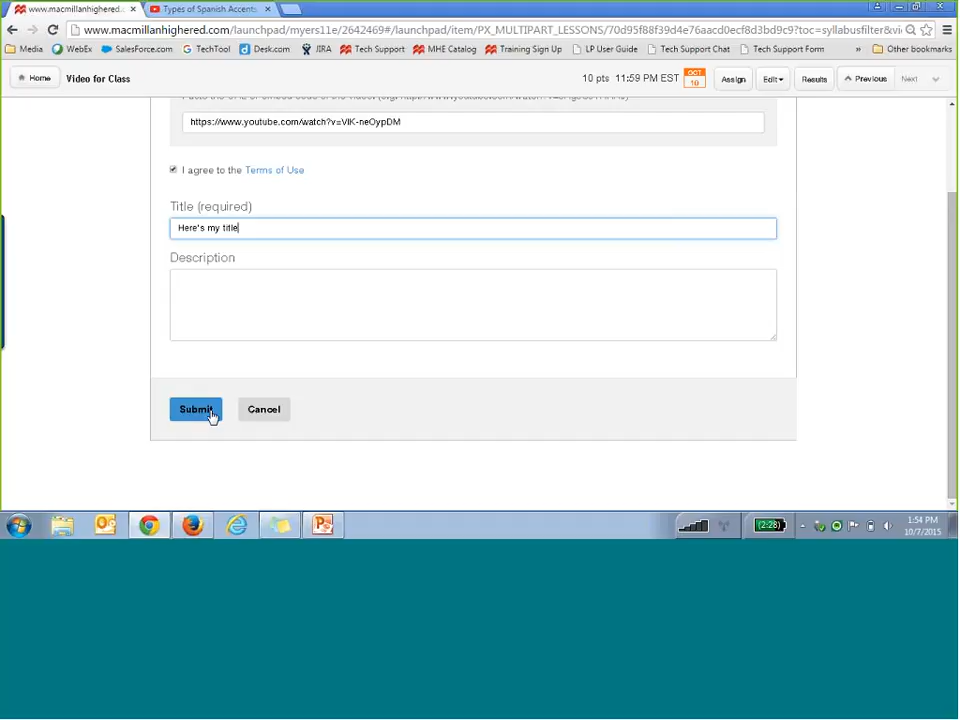 www.macmillanhighered.c
Types of Spanish Accents
www.macmillanhighered.com/launchpad/myers11e/2642469#/launchpad/item/PX_MULTIPART_LESSONS/70d95f88f39d4e76aacd0ecf8d3bd9c9?toc=syllabusfilter&vi
Media WebEx SalesForce.com TechTool Desk.com JIRA Tech Support MHE Catalog Training Sign Up LP User Guide Tech Support Chat Tech Support Form » Other bookmarks
Home Video for Class 10 pts 11:59 PM EST OCT 10 Assign Edit Results Previous Next
https://www.youtube.com/watch?v=VIK-neOypDM
I agree to the Terms of Use
Title (required)
Here's my title
Description
Submit Cancel
(2:28)
1:54 PM
10/7/2015